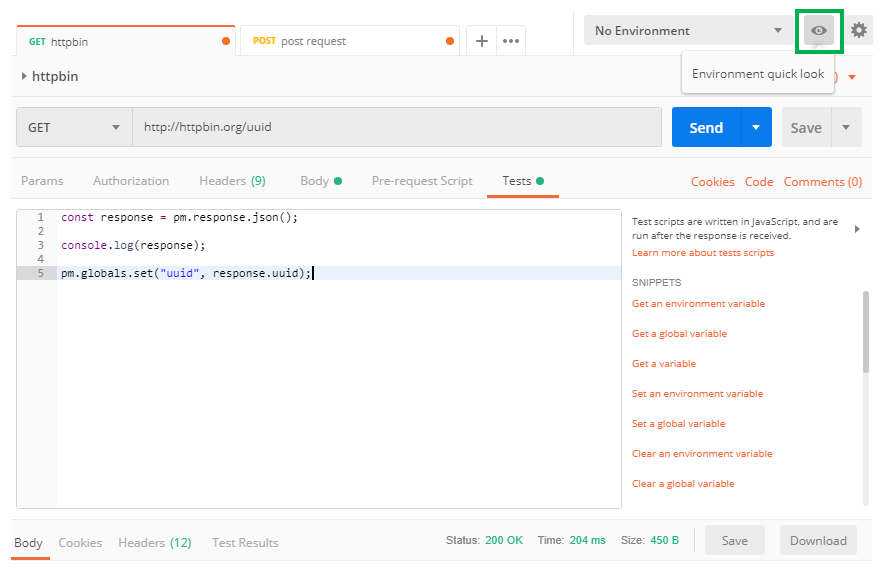 GET httpbin
POST post request
+
•••
No Environment
Environment quick look
httpbin
)
GET
http://httpbin.org/uuid
Send
Save
Params
Authorization
Headers (9)
Body
Pre-request Script
Tests
Cookies
Code
Comments (0)
1 const response = pm.response.json();
2
3 console.log(response);
4
5 pm.globals.set("uuid", response.uuid);
Test scripts are written in JavaScript, and are
run after the response is received.
Learn more about tests scripts
SNIPPETS
Get an environment variable
Get a global variable
Get a variable
Set an environment variable
Set a global variable
Clear an environment variable
Clear a global variable
Body
Cookies
Headers (12)
Test Results
Status: 200 OK
Time: 204 ms
Size: 450 B
Save
Download